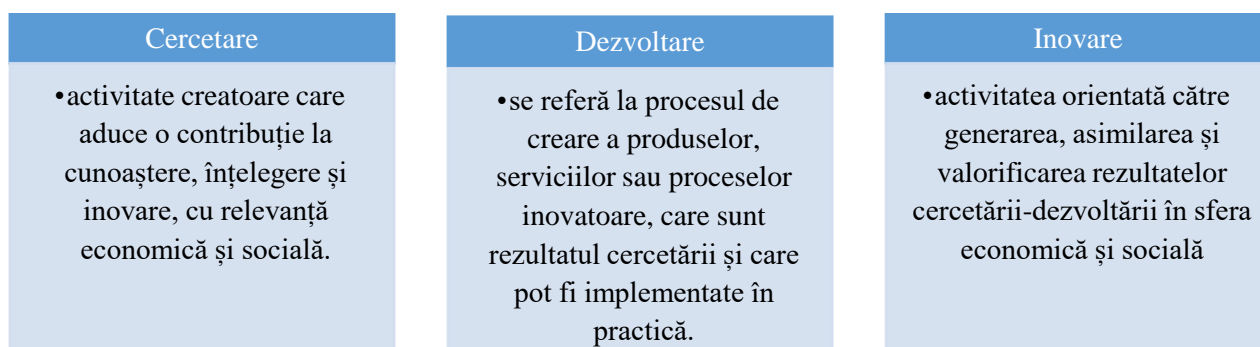 Cercetare
•activitate creatoare care
aduce o contribuție la
cunoaștere, înțelegere și
inovare, cu relevanță
economică și socială.
Dezvoltare
•se referă la procesul de
creare a produselor,
serviciilor sau proceselor
inovatoare, care sunt
rezultatul cercetării și care
pot fi implementate în
practică.
Inovare
•activitatea orientată către
generarea, asimilarea și
valorificarea rezultatelor
cercetării-dezvoltării în sfera
economică și socială